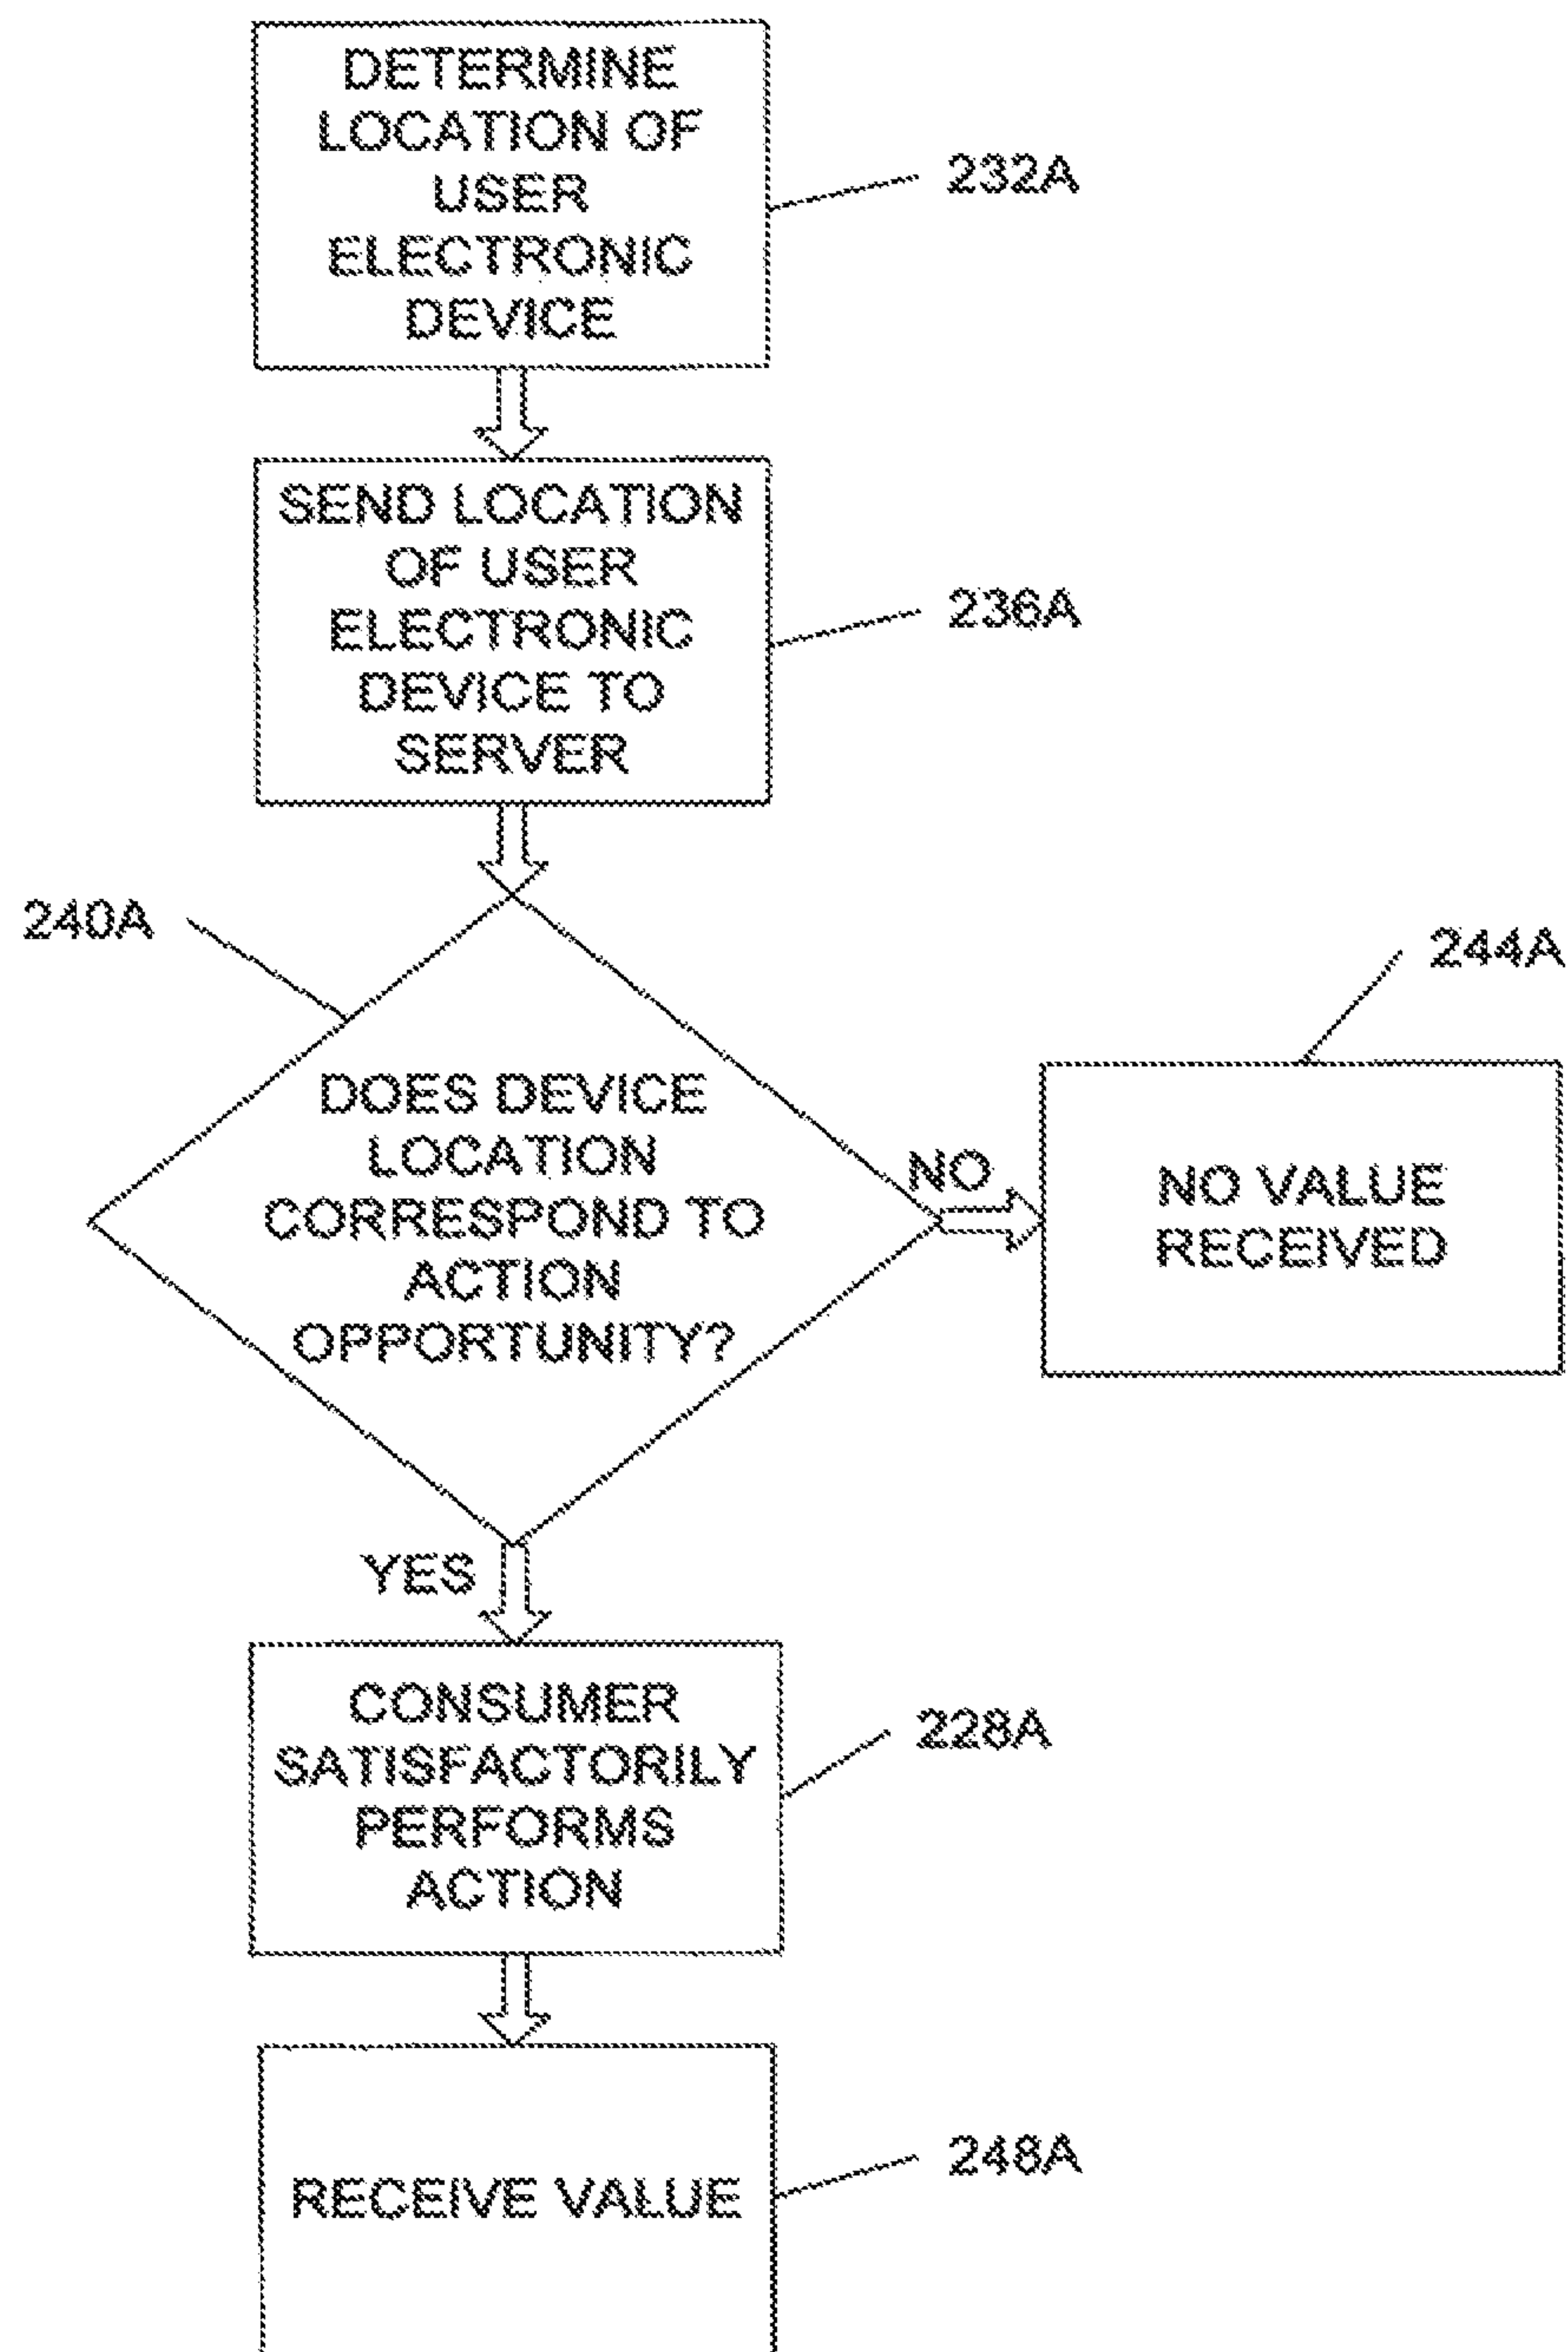 DETERMINE
LOCATION OF
USER
ELECTRONIC
DEVICE
232A
SEND LOCATION
OF USER
ELECTRONIC
DEVICE TO
SERVER
236A
240A
DOES DEVICE
LOCATION
CORRESPOND TO
ACTION
OPPORTUNITY?
NO
244A
NO VALUE
RECEIVED
YES
CONSUMER
SATISFACTORILY
PERFORMS
ACTION
228A
RECEIVE VALUE
248A